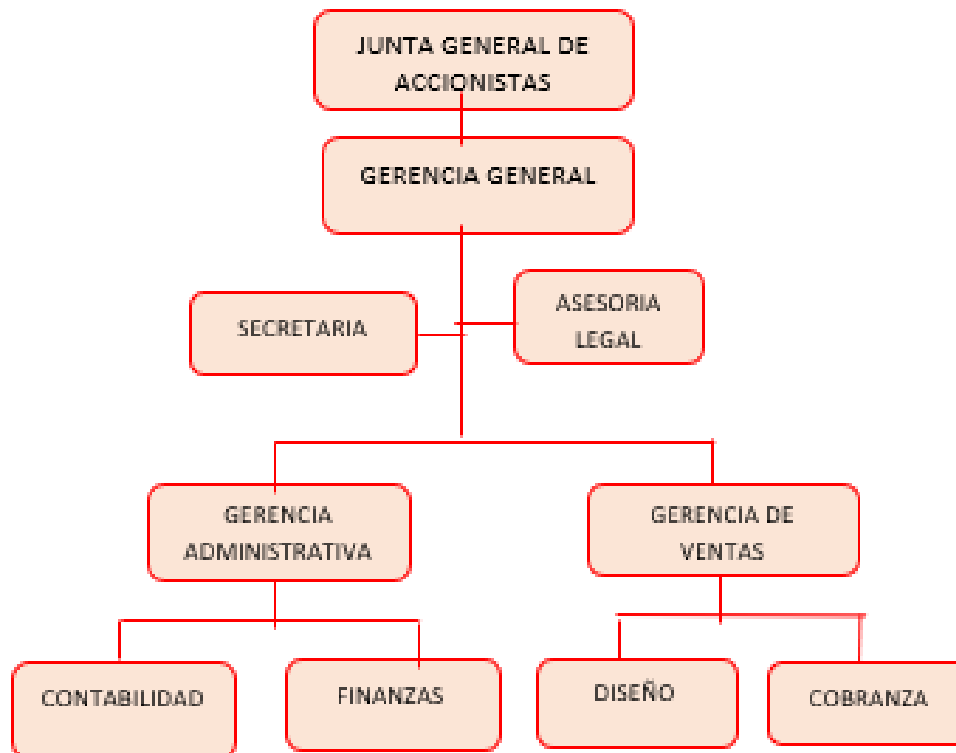 JUNTA GENERAL DE
ACCIONISTAS
GERENCIA GENERAL
SECRETARIA
ASESORIA
LEGAL
GERENCIA
ADMINISTRATIVA
GERENCIA DE
VENTAS
CONTABILIDAD
FINANZAS
DISEÑO
COBRANZA